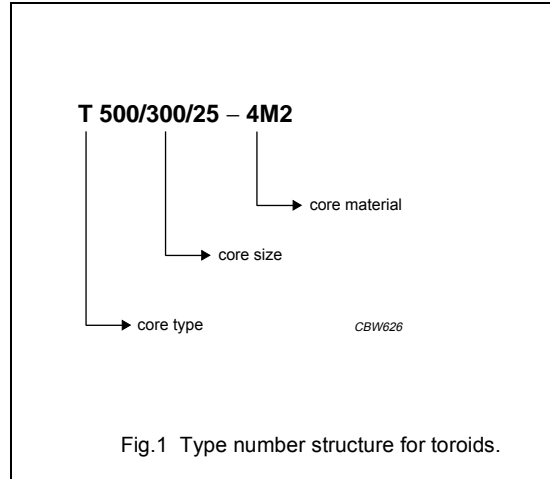 T 500/300/25 – 4M2
core material
core size
core type
CBW626
Fig.1 Type number structure for toroids.